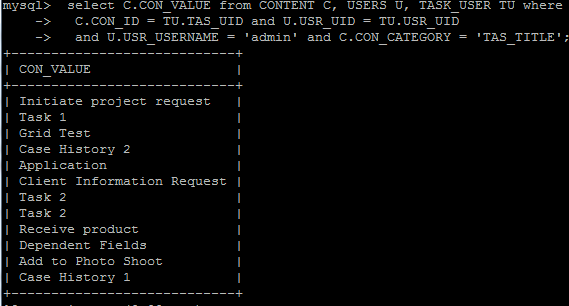 mysql>  select C.CON_VALUE from CONTENT C, USERS U, TASK_USER TU where
    ->   C.CON_ID = TU.TAS_UID and U.USR_UID = TU.USR_UID
    ->   and U.USR_USERNAME = 'admin' and C.CON_CATEGORY = 'TAS_TITLE';
+----------------------------+
| CON_VALUE                  |
+----------------------------+
| Initiate project request   |
| Task 1                     |
| Grid Test                  |
| Case History 2             |
| Application                |
| Client Information Request |
| Task 2                     |
| Task 2                     |
| Receive product            |
| Dependent Fields           |
| Add to Photo Shoot         |
| Case History 1             |
+----------------------------+